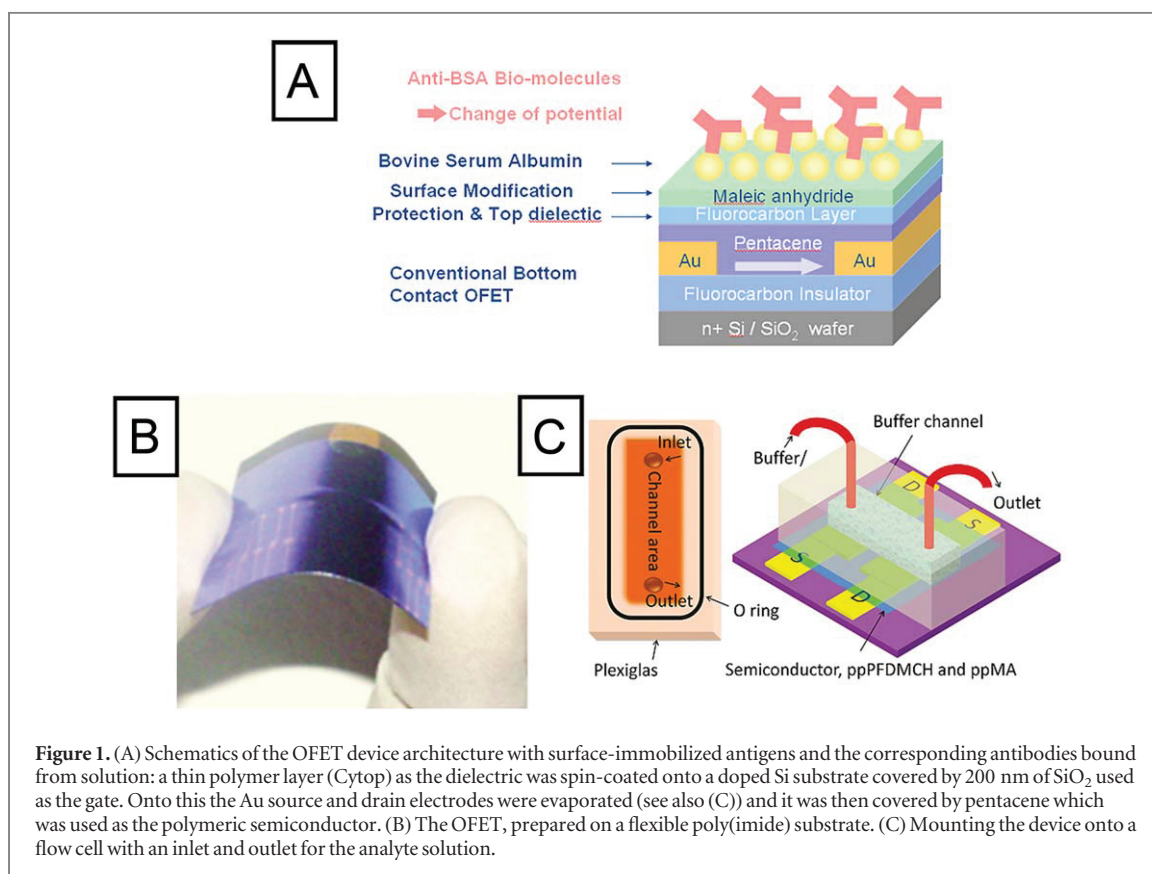 A
Anti-BSA Bio-molecules
Change of potential
Bovine Serum Albumin
Surface Modification
Protection & Top dielectic
Conventional Bottom
Contact OFET
Maleic anhydride
Fluorocarbon Layer
Pentacene
Au
Au
Fluorocarbon Insulator
n+ Si / SiO₂ wafer
B
C
Inlet
Channel area
Outlet
O ring
Plexiglas
Buffer channel
Buffer/
Outlet
D
S
S
D
Semiconductor, ppPFDMCH and ppMA
Figure 1. (A) Schematics of the OFET device architecture with surface-immobilized antigens and the corresponding antibodies bound
from solution: a thin polymer layer (Cytop) as the dielectric was spin-coated onto a doped Si substrate covered by 200 nm of SiO₂ used
as the gate. Onto this the Au source and drain electrodes were evaporated (see also (C)) and it was then covered by pentacene which
was used as the polymeric semiconductor. (B) The OFET, prepared on a flexible poly(imide) substrate. (C) Mounting the device onto a
flow cell with an inlet and outlet for the analyte solution.